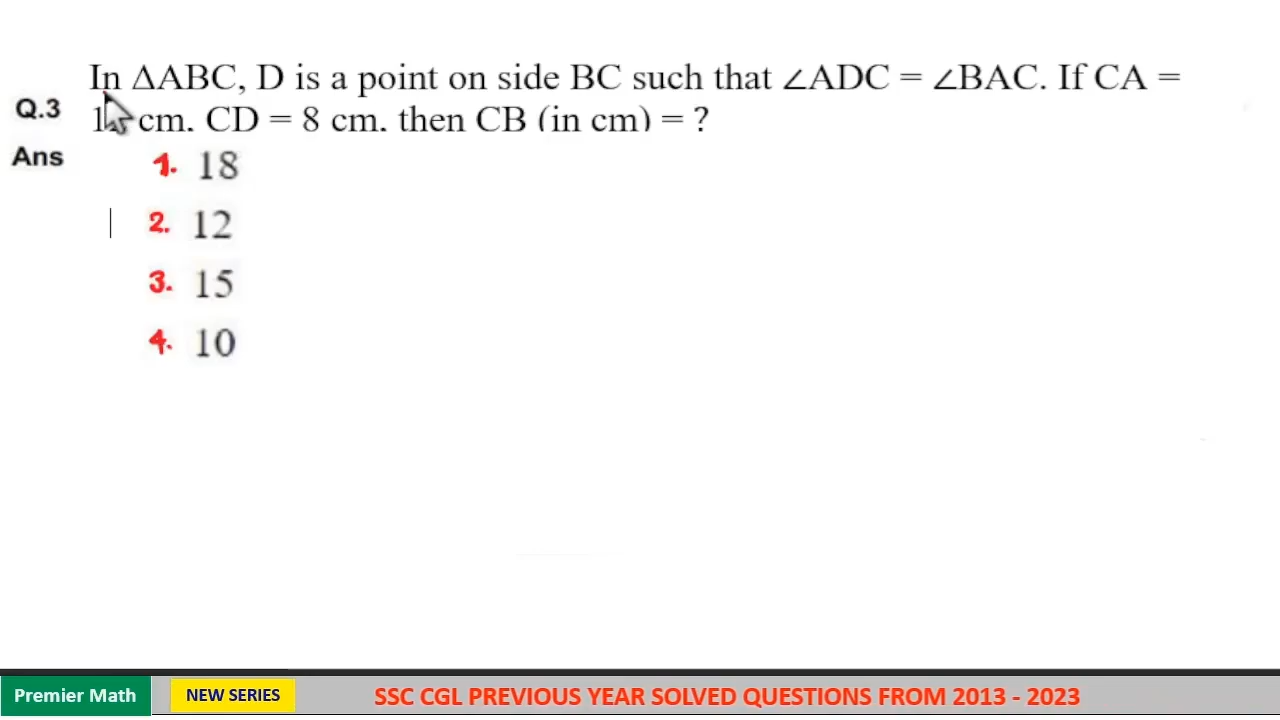 In ΔABC, D is a point on side BC such that ∠ADC = ∠BAC. If CA =
Q.3
cm, CD = 8 cm, then CB (in cm) = ?
Ans
1. 18
2. 12
3. 15
4. 10
Premier Math
NEW SERIES
SSC CGL PREVIOUS YEAR SOLVED QUESTIONS FROM 2013 - 2023